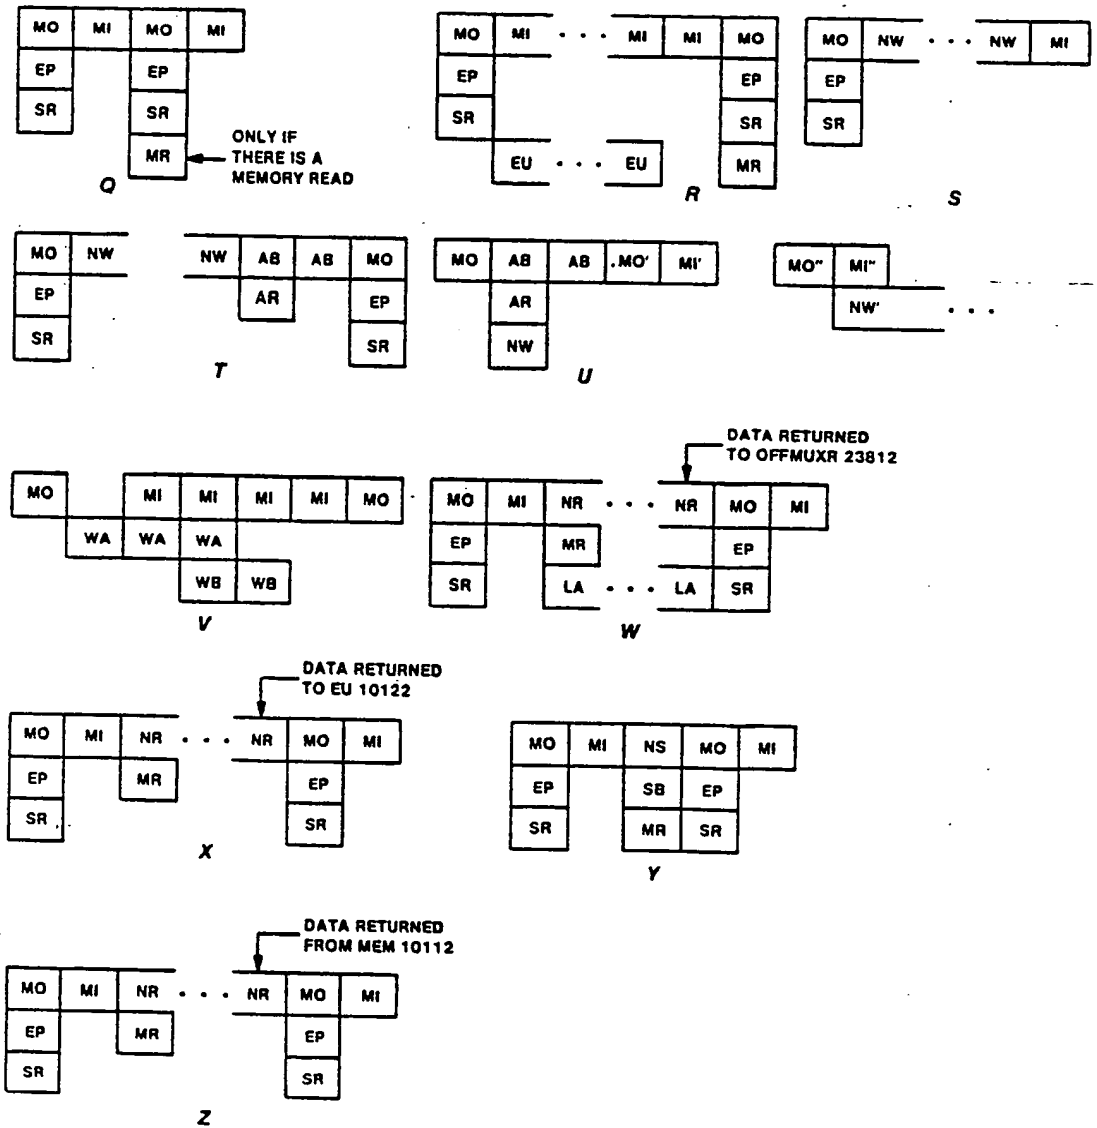 MO MI MO MI
EP EP
SR SR
MR
ONLY IF
THERE IS A
MEMORY READ
Q
MO MI · · · MI MI MO
EP EP
SR SR
EU · · · EU MR
R
MO NW · · · NW MI
EP
SR
S
MO NW NW AB AB MO
EP AR EP
SR SR
T
MO AB AB .MO' MI'
AR
NW
U
MO" MI"
NW' · · ·
MO MI MI MI MI MO
WA WA WA
WB WB
V
DATA RETURNED
TO OFFMUXR 23812
MO MI NR · · · NR MO MI
EP MR EP
SR LA · · · LA SR
W
DATA RETURNED
TO EU 10122
MO MI NR · · · NR MO MI
EP MR EP
SR SR
X
MO MI NS MO MI
EP SB EP
SR MR SR
Y
DATA RETURNED
FROM MEM 10112
MO MI NR · · · NR MO MI
EP MR EP
SR SR
Z